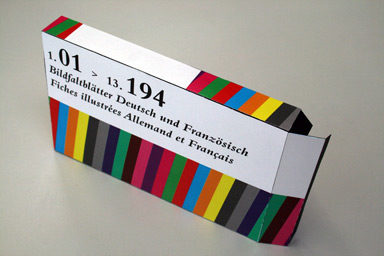 1.01 > 13.194
Bildfaltblätter Deutsch und Französisch
Fiches illustrées Allemand et Français